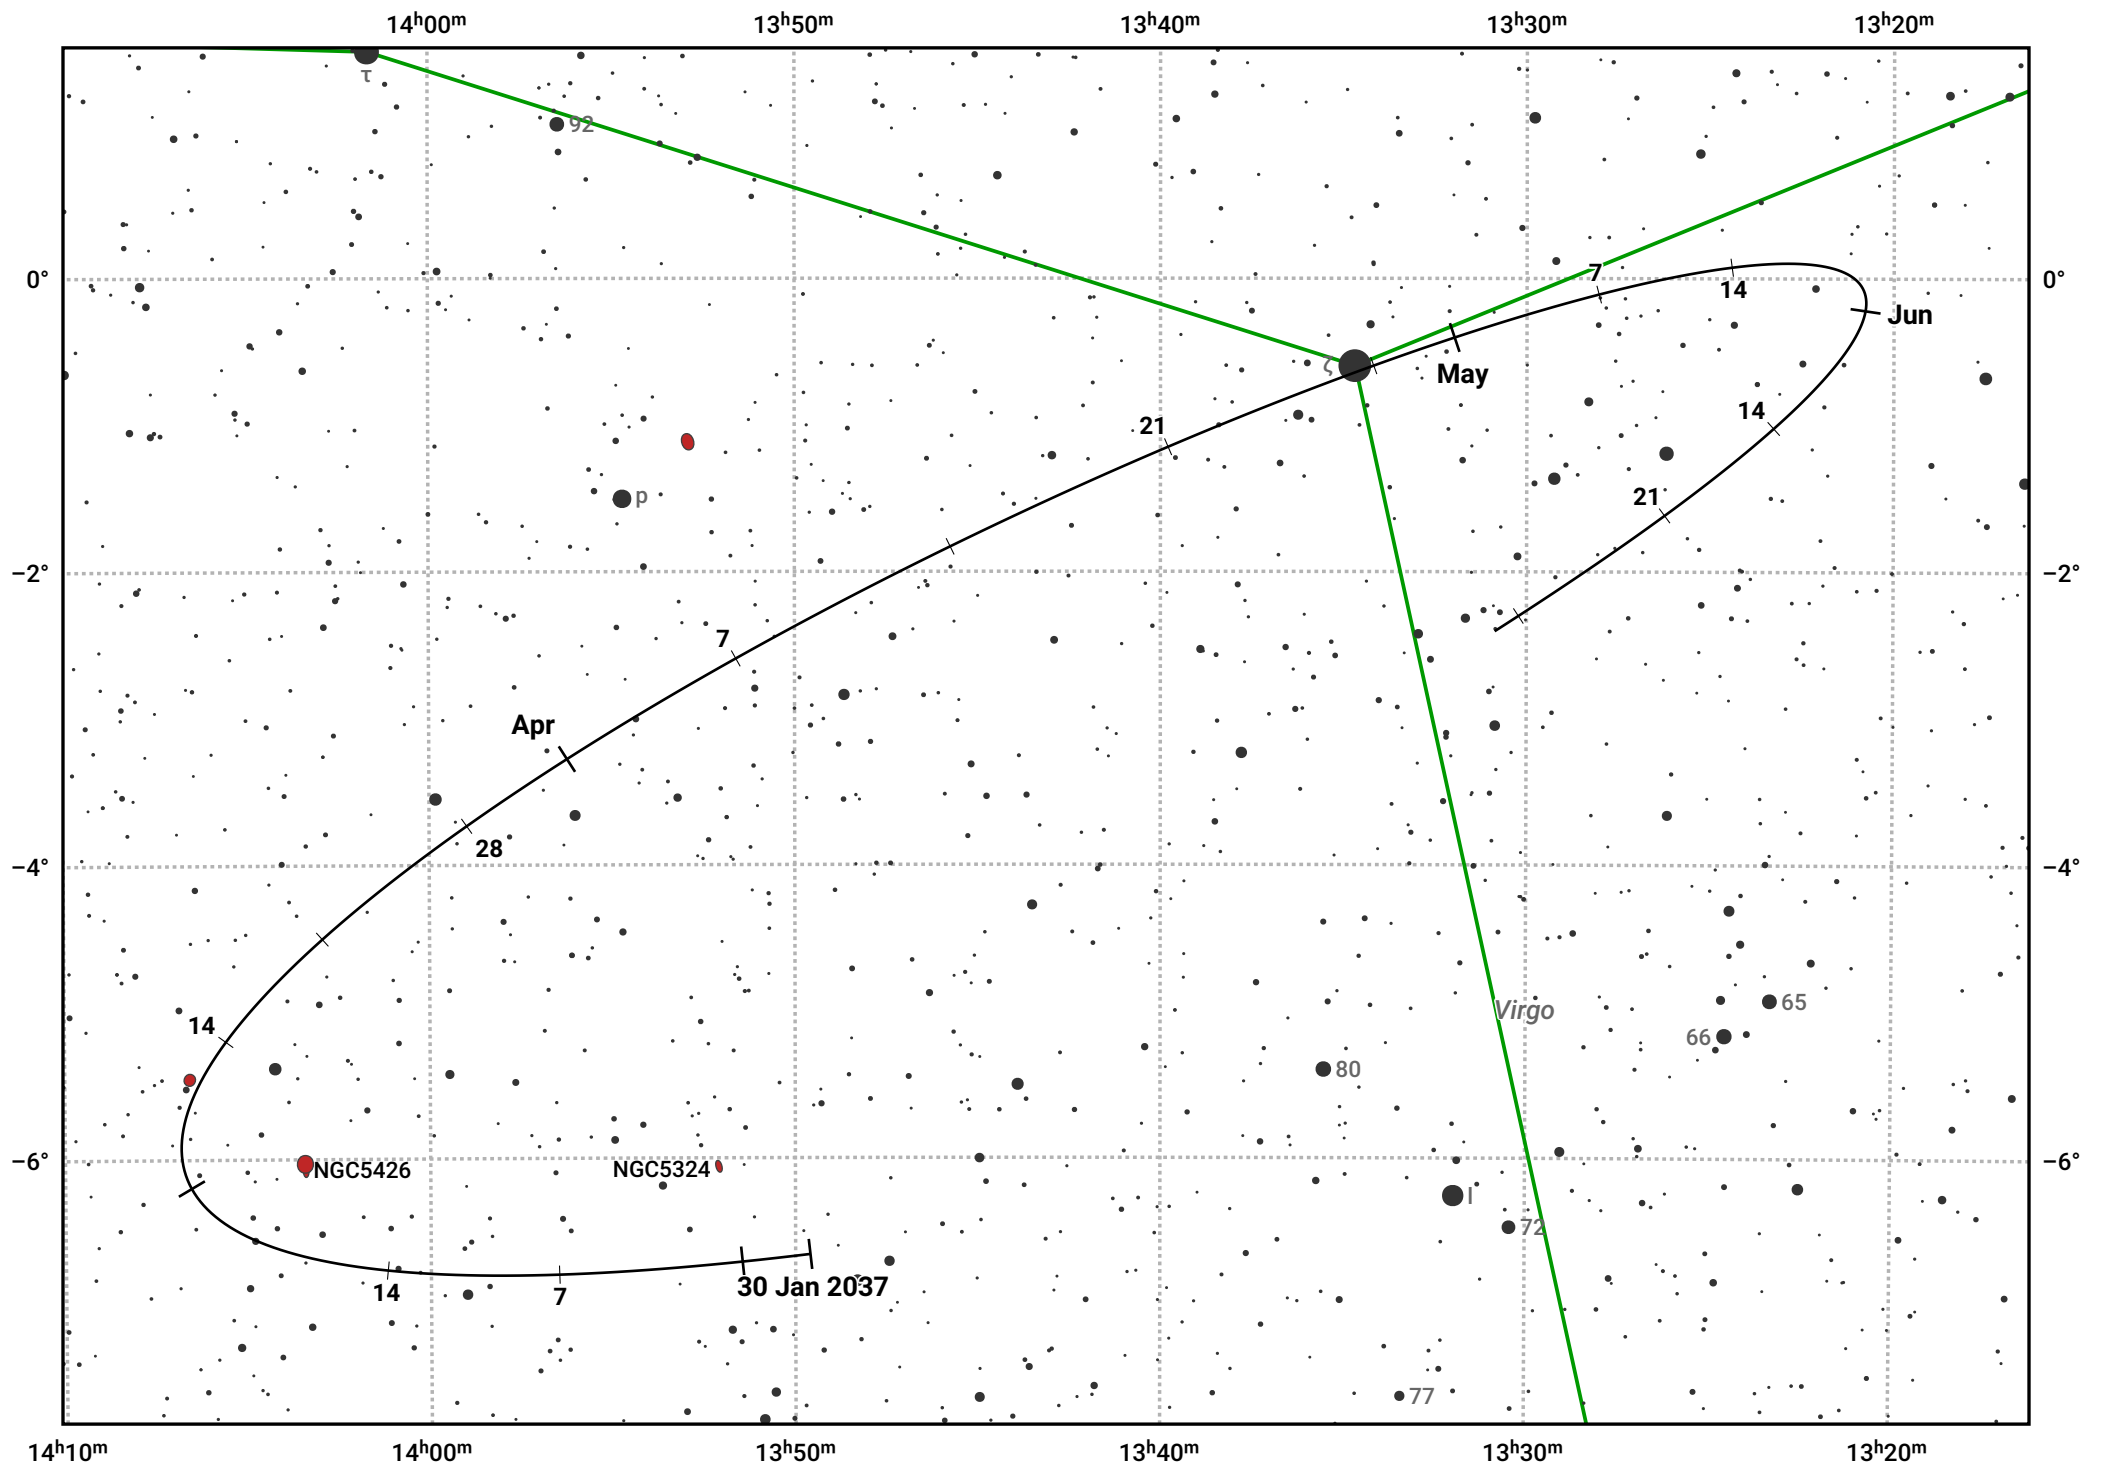 14ʰ00ᵐ 13ʰ50ᵐ 13ʰ40ᵐ 13ʰ30ᵐ 13ʰ20ᵐ
τ
92
0° 7 0°
14
Jun
ζ
May
14
21
p
21
−2° −2°
7
Apr
28
−4° −4°
65
Virgo
14
66
80
−6° NGC5426 NGC5324 −6°
l
72
30 Jan 2037
14 7
77
14ʰ10ᵐ 14ʰ00ᵐ 13ʰ50ᵐ 13ʰ40ᵐ 13ʰ30ᵐ 13ʰ20ᵐ